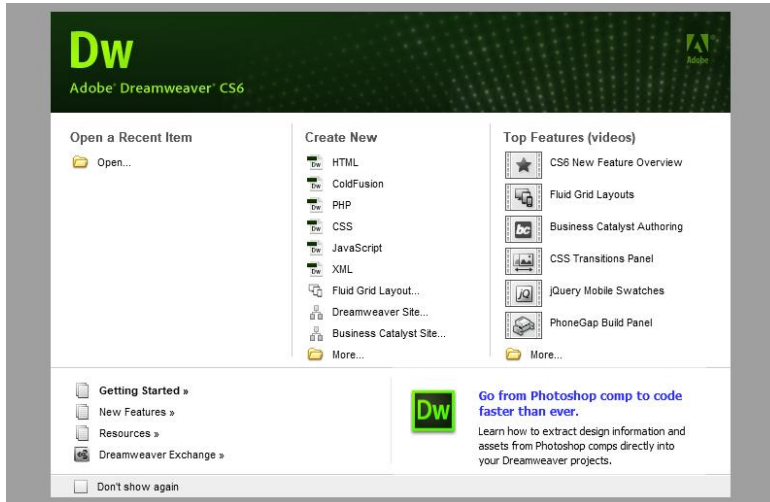 Dw
Adobe® Dreamweaver® CS6
Adobe®
Open a Recent Item
Open...
Create New
HTML
ColdFusion
PHP
CSS
JavaScript
XML
Fluid Grid Layout...
Dreamweaver Site...
Business Catalyst Site...
More...
Top Features (videos)
CS6 New Feature Overview
Fluid Grid Layouts
bc
Business Catalyst Authoring
CSS Transitions Panel
jQ
jQuery Mobile Swatches
PhoneGap Build Panel
More...
Getting Started »
New Features »
Resources »
Dreamweaver Exchange »
Dw
Go from Photoshop comp to code
faster than ever.
Learn how to extract design information and
assets from Photoshop comps directly into
your Dreamweaver projects.
Don't show again